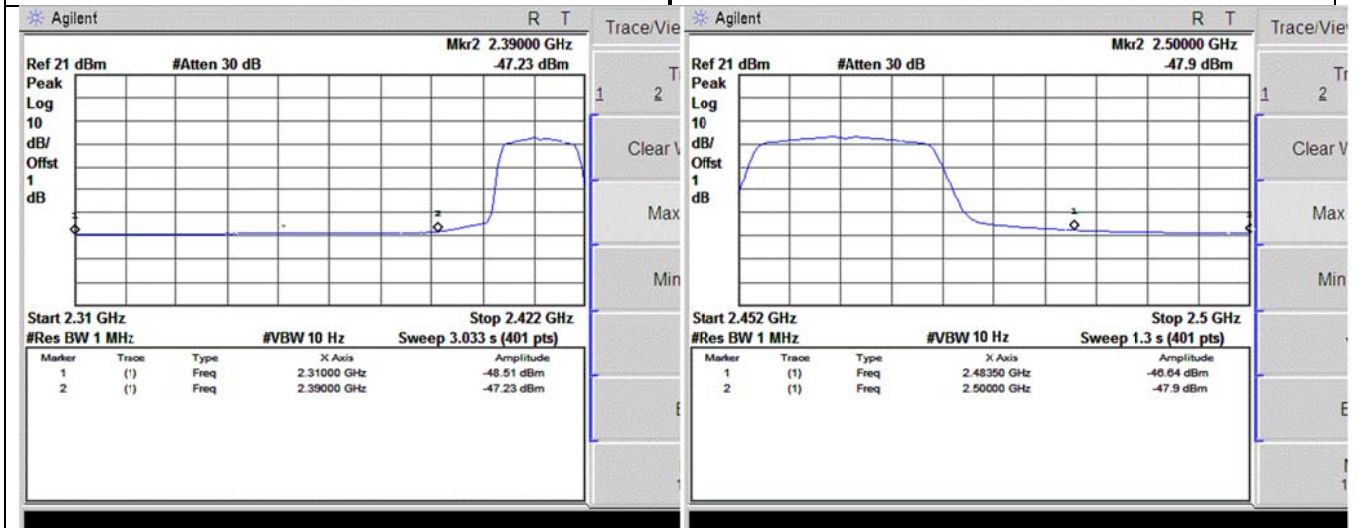 Agilent R T
Trace/Vie
Mkr2 2.39000 GHz
Ref 21 dBm #Atten 30 dB -47.23 dBm
Peak
Log
10
dB/
Offst
1
dB
1 2
Clear
Max
Min
1
2
Start 2.31 GHz Stop 2.422 GHz
#Res BW 1 MHz #VBW 10 Hz Sweep 3.033 s (401 pts)
Marker Trace Type X Axis Amplitude
1 (1) Freq 2.31000 GHz -48.51 dBm
2 (1) Freq 2.39000 GHz -47.23 dBm
Agilent R T
Trace/Vie
Mkr2 2.50000 GHz
Ref 21 dBm #Atten 30 dB -47.9 dBm
Peak
Log
10
dB/
Offst
1
dB
Tr
1 2
Clear
Max
Min
1
Start 2.452 GHz Stop 2.5 GHz
#Res BW 1 MHz #VBW 10 Hz Sweep 1.3 s (401 pts)
Marker Trace Type X Axis Amplitude
1 (1) Freq 2.48350 GHz -46.64 dBm
2 (1) Freq 2.50000 GHz -47.9 dBm